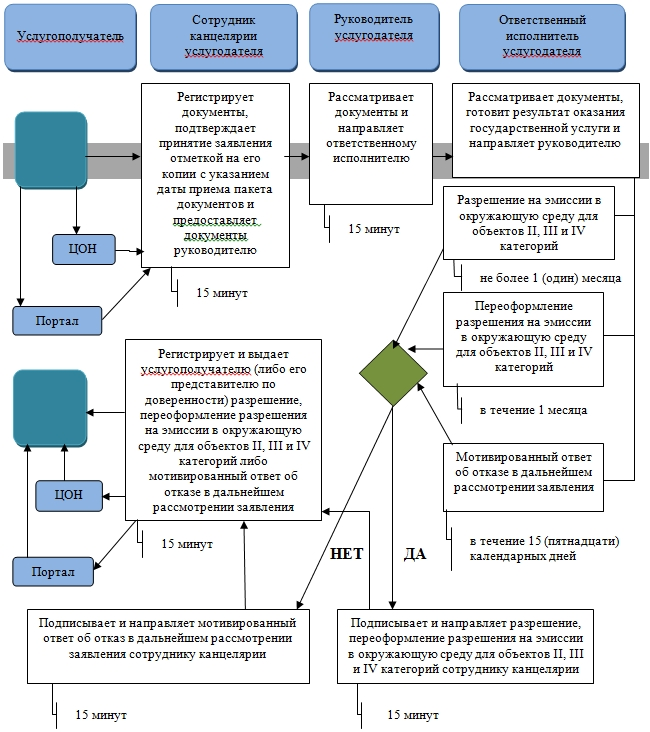 Услугополучатель
Сотрудник
канцелярии
услугодателя
Руководитель
услугодателя
Ответственный
исполнитель
услугодателя
Регистрирует
документы,
подтверждает
принятие заявления
отметкой на его
копии с указанием
даты приема пакета
документов и
предоставляет
документы
руководителю
15 минут
Рассматривает
документы и
направляет
ответственному
исполнителю
15 минут
Рассматривает документы,
готовит результат оказания
государственной услуги и
направляет руководителю
ЦОН
Портал
Разрешение на эмиссии в
окружающую среду для
объектов II, III и IV
категорий
не более 1 (один) месяца
Переоформление
разрешения на эмиссии
в окружающую среду
для объектов II, III и IV
категорий
в течение 1 месяца
Мотивированный ответ
об отказе в дальнейшем
рассмотрении заявления
в течение 15 (пятнадцати)
календарных дней
Регистрирует и выдает
услугополучателю (либо его
представителю по
доверенности) разрешение,
переоформление разрешения
на эмиссии в окружающую
среду для объектов II, III и IV
категорий либо
мотивированный ответ об
отказе в дальнейшем
рассмотрении заявления
15 минут
ЦОН
Портал
НЕТ
ДА
Подписывает и направляет мотивированный
ответ об отказ в дальнейшем рассмотрении
заявления сотруднику канцелярии
15 минут
Подписывает и направляет разрешение,
переоформление разрешения на эмиссии
в окружающую среду для объектов II, III
и IV категорий сотруднику канцелярии
15 минут